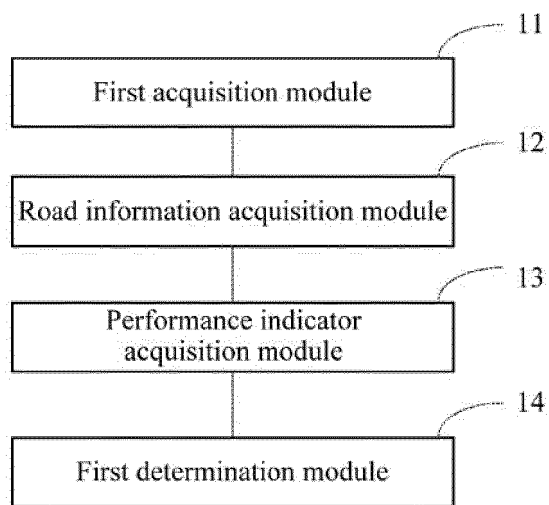 11
First acquisition module
12
Road information acquisition module
13
Performance indicator
acquisition module
14
First determination module